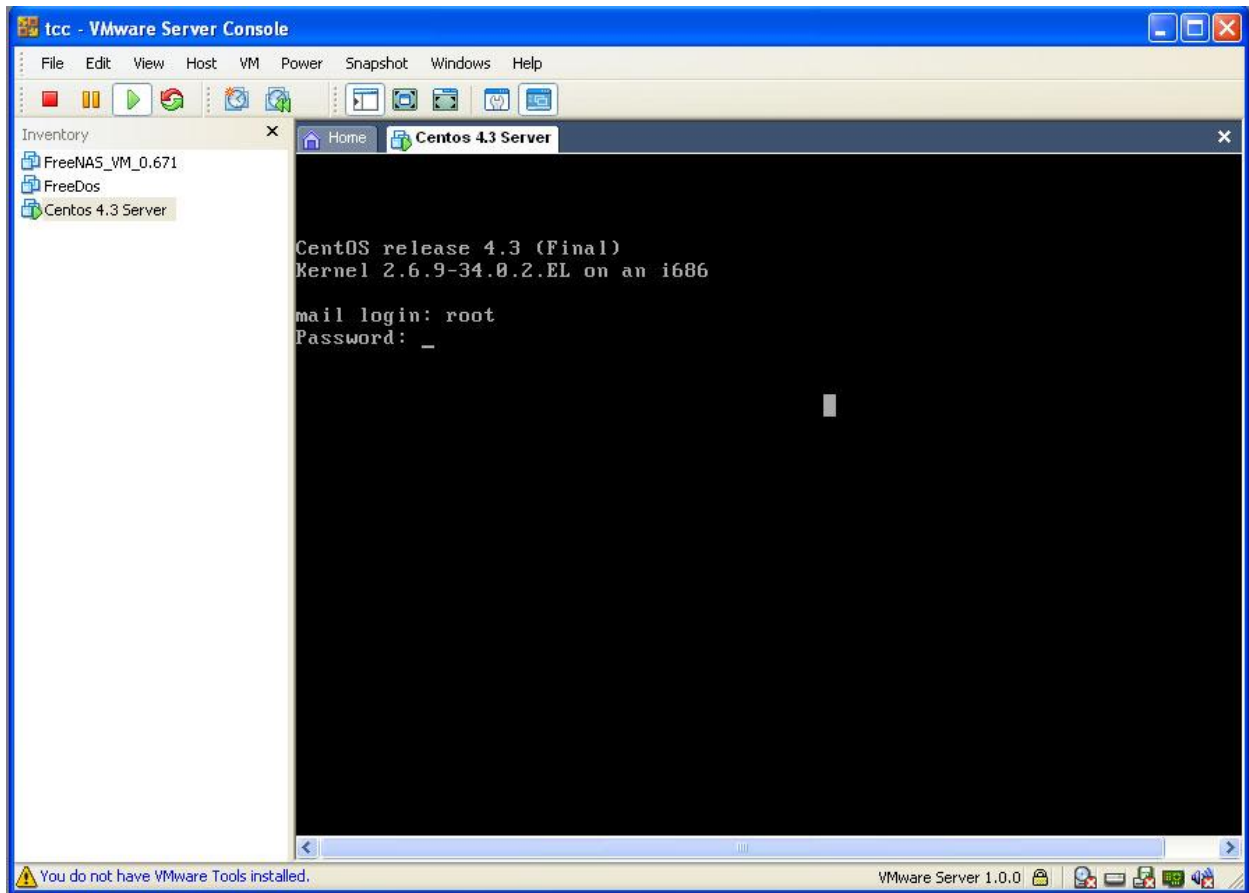 tcc - VMware Server Console
File Edit View Host VM Power Snapshot Windows Help
Inventory
Home Centos 4.3 Server
FreeNAS_VM_0.671
FreeDos
Centos 4.3 Server
CentOS release 4.3 (Final)
Kernel 2.6.9-34.0.2.EL on an i686
mail login: root
Password: _
You do not have VMware Tools installed.
VMware Server 1.0.0